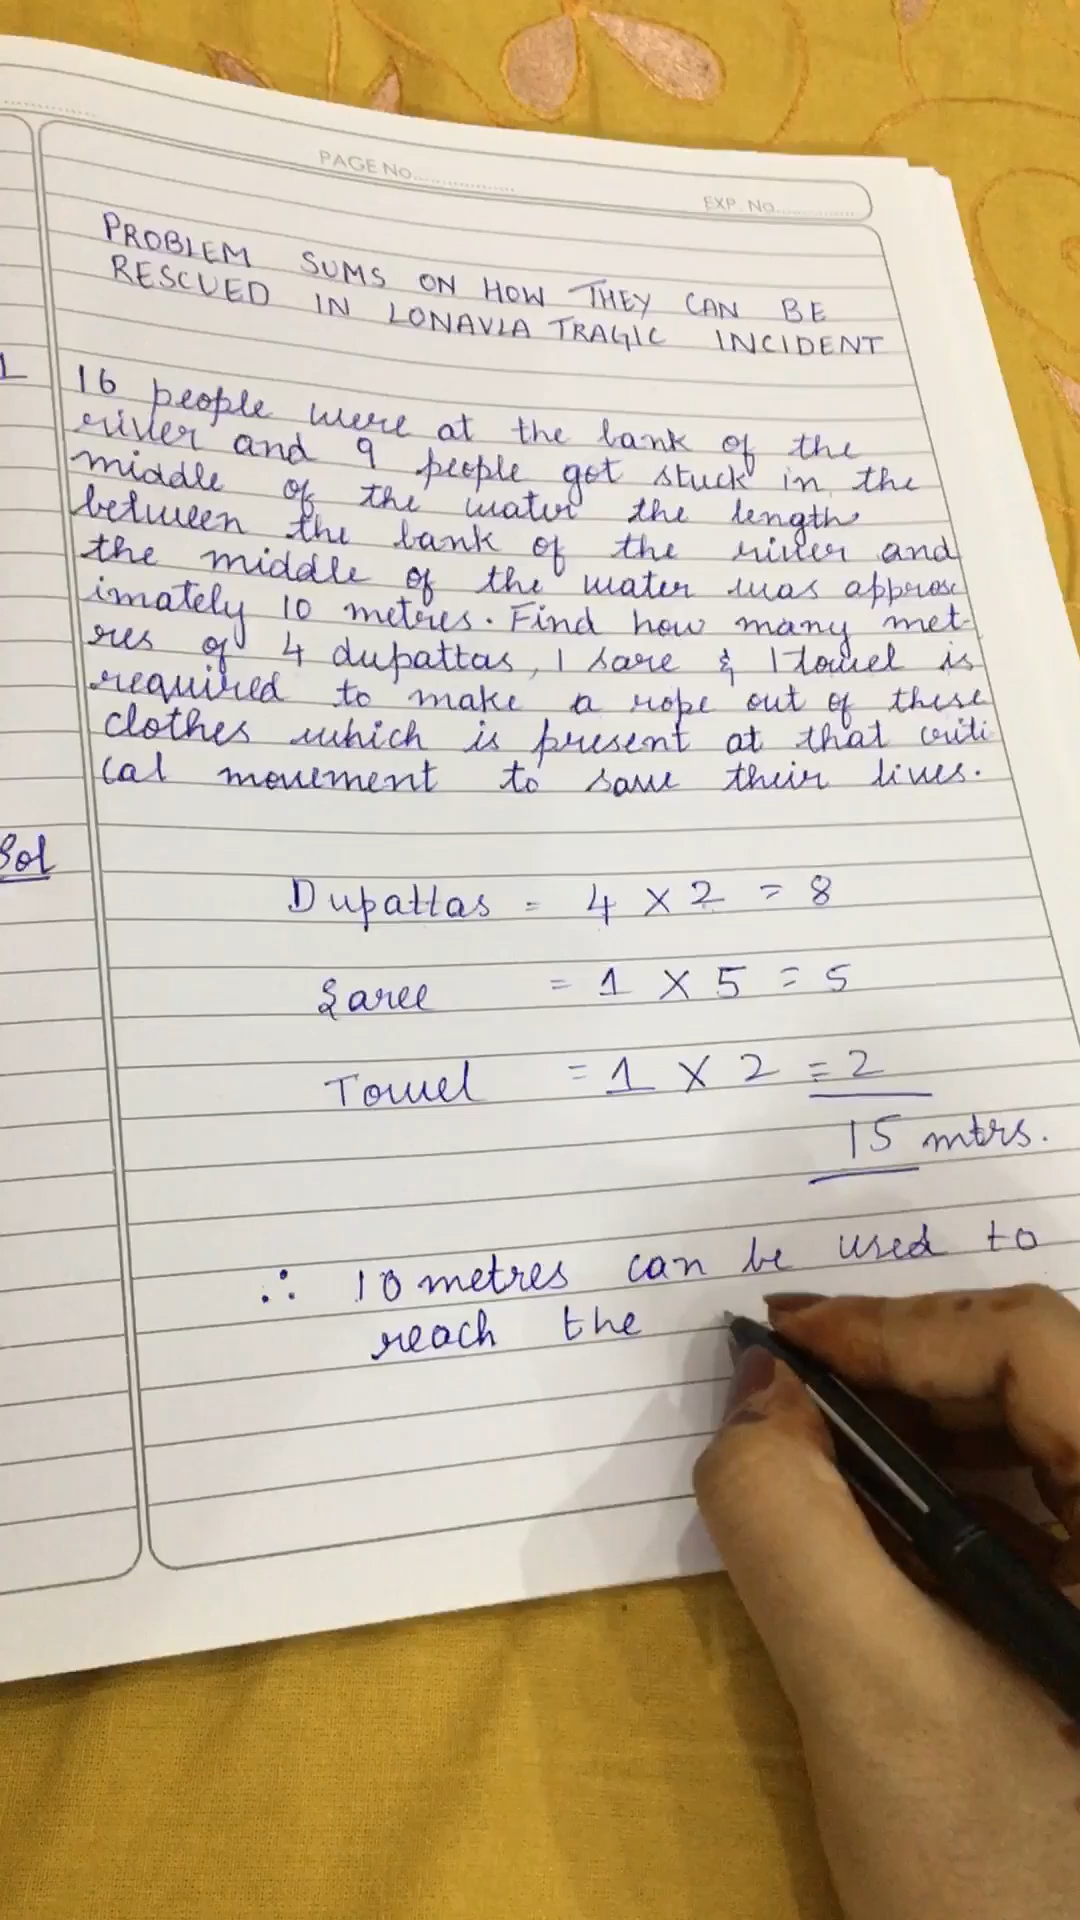 PAGE No.
EXP. No.
PROBLEM SUMS ON HOW THEY CAN BE
RESCUED IN LONAVLA TRAGIC INCIDENT
1 16 people were at the bank of the
river and 9 people got stuck in the
middle of the water the length
between the bank of the river and
the middle of the water was approx
imately 10 metres. Find how many met-
res of 4 dupattas, 1 sare & 1 towel is
required to make a rope out of these
clothes which is present at that criti
cal movement to save their lives.
Sol
Dupattas = 4 × 2 = 8
Saree = 1 × 5 = 5
Towel = 1 × 2 = 2
15 mtrs.
∴ 10 metres can be used to
reach the